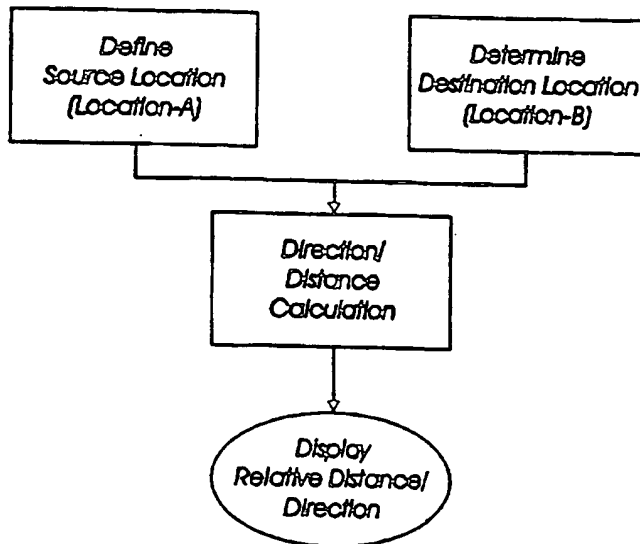 Define
Source Location
(Location-A)
Determine
Destination Location
(Location-B)
Direction/
Distance
Calculation
Display
Relative Distance/
Direction